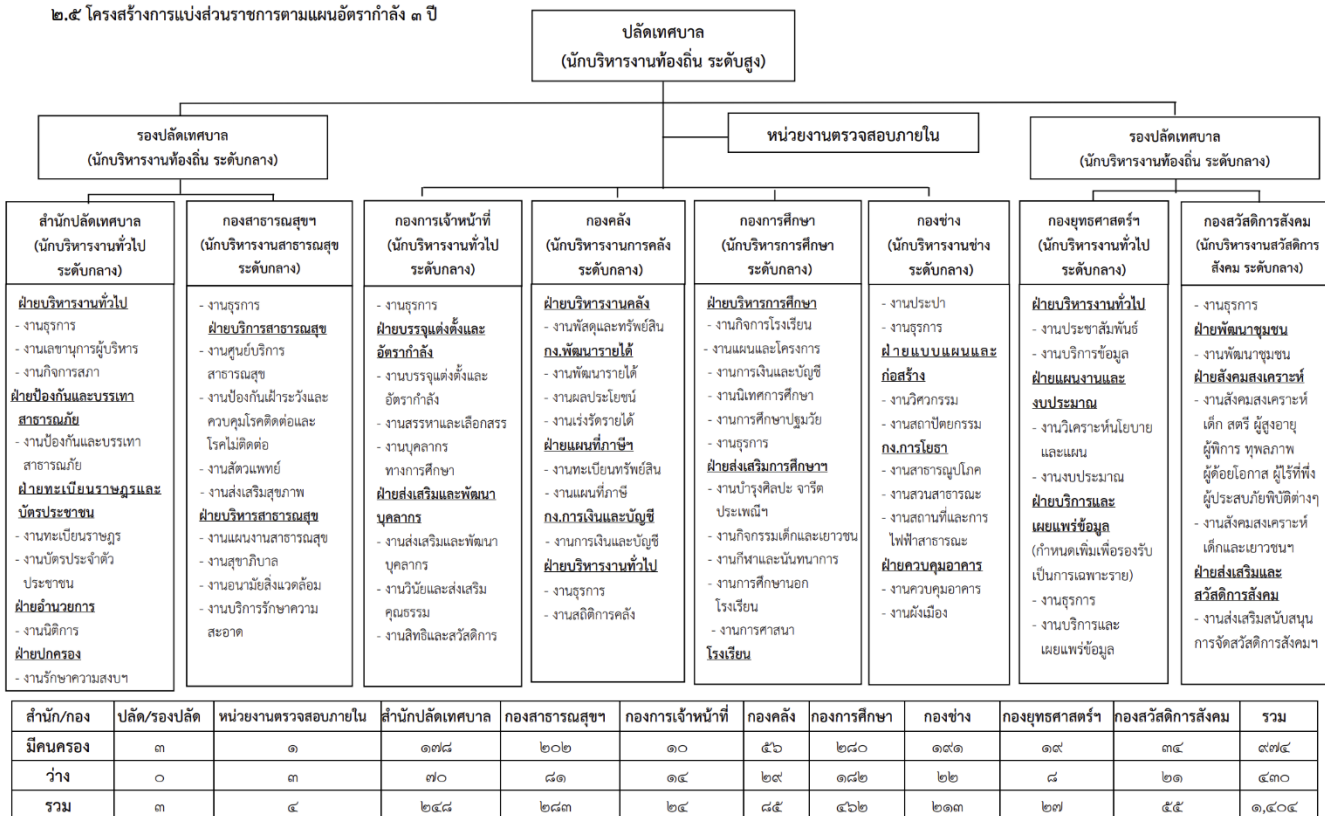 ๒.๕ โครงสร้างการแบ่งส่วนราชการตามแผนอัตรากำลัง ๓ ปี
ปลัดเทศบาล
(นักบริหารงานท้องถิ่น ระดับสูง)
รองปลัดเทศบาล
(นักบริหารงานท้องถิ่น ระดับกลาง)
หน่วยงานตรวจสอบภายใน
รองปลัดเทศบาล
(นักบริหารงานท้องถิ่น ระดับกลาง)
สำนักปลัดเทศบาล
(นักบริหารงานทั่วไป
ระดับกลาง)
ฝ่ายบริหารงานทั่วไป
- งานธุรการ
- งานเลขานุการผู้บริหาร
- งานกิจการสภา
ฝ่ายป้องกันและบรรเทา
สาธารณภัย
- งานป้องกันและบรรเทา
สาธารณภัย
ฝ่ายทะเบียนราษฎรและ
บัตรประชาชน
- งานทะเบียนราษฎร
- งานบัตรประจำตัว
ประชาชน
ฝ่ายอำนวยการ
- งานนิติการ
ฝ่ายปกครอง
- งานรักษาความสงบฯ
กองสาธารณสุขฯ
(นักบริหารงานสาธารณสุข
ระดับกลาง)
- งานธุรการ
ฝ่ายบริการสาธารณสุข
- งานศูนย์บริการ
สาธารณสุข
- งานป้องกันเฝ้าระวังและ
ควบคุมโรคติดต่อและ
โรคไม่ติดต่อ
- งานสัตวแพทย์
- งานส่งเสริมสุขภาพ
ฝ่ายบริหารสาธารณสุข
- งานแผนงานสาธารณสุข
- งานสุขาภิบาล
- งานอนามัยสิ่งแวดล้อม
- งานบริการรักษาความ
สะอาด
กองการเจ้าหน้าที่
(นักบริหารงานทั่วไป
ระดับกลาง)
- งานธุรการ
ฝ่ายบรรจุแต่งตั้งและ
อัตรากำลัง
- งานบรรจุแต่งตั้งและ
อัตรากำลัง
- งานสรรหาและเลือกสรร
- งานบุคลากร
ทางการศึกษา
ฝ่ายส่งเสริมและพัฒนา
บุคลากร
- งานส่งเสริมและพัฒนา
บุคลากร
- งานวินัยและส่งเสริม
คุณธรรม
- งานสิทธิและสวัสดิการ
กองคลัง
(นักบริหารงานการคลัง
ระดับกลาง)
ฝ่ายบริหารงานคลัง
- งานพัสดุและทรัพย์สิน
กง.พัฒนารายได้
- งานพัฒนารายได้
- งานผลประโยชน์
- งานเร่งรัดรายได้
ฝ่ายแผนที่ภาษีฯ
- งานทะเบียนทรัพย์สิน
- งานแผนที่ภาษี
กง.การเงินและบัญชี
- งานการเงินและบัญชี
ฝ่ายบริหารงานทั่วไป
- งานธุรการ
- งานสถิติการคลัง
กองการศึกษา
(นักบริหารการศึกษา
ระดับกลาง)
ฝ่ายบริหารการศึกษา
- งานกิจการโรงเรียน
- งานแผนและโครงการ
- งานการเงินและบัญชี
- งานนิเทศการศึกษา
- งานการศึกษาปฐมวัย
- งานธุรการ
ฝ่ายส่งเสริมการศึกษาฯ
- งานบำรุงศิลปะ จารีต
ประเพณีฯ
- งานกิจกรรมเด็กและเยาวชน
- งานกีฬาและนันทนาการ
- งานการศึกษานอก
โรงเรียน
- งานการศาสนา
โรงเรียน
กองช่าง
(นักบริหารงานช่าง
ระดับกลาง)
- งานประปา
- งานธุรการ
ฝ่ายแบบแผนและ
ก่อสร้าง
- งานวิศวกรรม
- งานสถาปัตยกรรม
กง.การโยธา
- งานสาธารณูปโภค
- งานสวนสาธารณะ
- งานสถานที่และการ
ไฟฟ้าสาธารณะ
ฝ่ายควบคุมอาคาร
- งานควบคุมอาคาร
- งานผังเมือง
กองยุทธศาสตร์ฯ
(นักบริหารงานทั่วไป
ระดับกลาง)
ฝ่ายบริหารงานทั่วไป
- งานประชาสัมพันธ์
- งานบริการข้อมูล
ฝ่ายแผนงานและ
งบประมาณ
- งานวิเคราะห์นโยบาย
และแผน
- งานงบประมาณ
ฝ่ายบริการและ
เผยแพร่ข้อมูล
(กำหนดเพิ่มเพื่อรองรับ
เป็นการเฉพาะราย)
- งานธุรการ
- งานบริการและ
เผยแพร่ข้อมูล
กองสวัสดิการสังคม
(นักบริหารงานสวัสดิการ
สังคม ระดับกลาง)
- งานธุรการ
ฝ่ายพัฒนาชุมชน
- งานพัฒนาชุมชน
ฝ่ายสังคมสงเคราะห์
- งานสังคมสงเคราะห์
เด็ก สตรี ผู้สูงอายุ
ผู้พิการ ทุพลภาพ
ผู้ด้อยโอกาส ผู้ไร้ที่พึ่ง
ผู้ประสบภัยพิบัติต่างๆ
- งานสังคมสงเคราะห์
เด็กและเยาวชนฯ
ฝ่ายส่งเสริมและ
สวัสดิการสังคม
- งานส่งเสริมสนับสนุน
การจัดสวัสดิการสังคมฯ
สำนัก/กอง ปลัด/รองปลัด หน่วยงานตรวจสอบภายใน สำนักปลัดเทศบาล กองสาธารณสุขฯ กองการเจ้าหน้าที่ กองคลัง กองการศึกษา กองช่าง กองยุทธศาสตร์ฯ กองสวัสดิการสังคม รวม
มีคนครอง ๓ ๑ ๑๗๘ ๒๐๒ ๑๐ ๕๖ ๒๘๐ ๑๙๑ ๑๙ ๓๔ ๙๗๔
ว่าง ๐ ๓ ๗๐ ๘๑ ๑๔ ๒๙ ๑๘๒ ๒๒ ๘ ๒๑ ๔๓๐
รวม ๓ ๔ ๒๔๘ ๒๘๓ ๒๔ ๘๕ ๔๖๒ ๒๑๓ ๒๗ ๕๕ ๑,๔๐๔